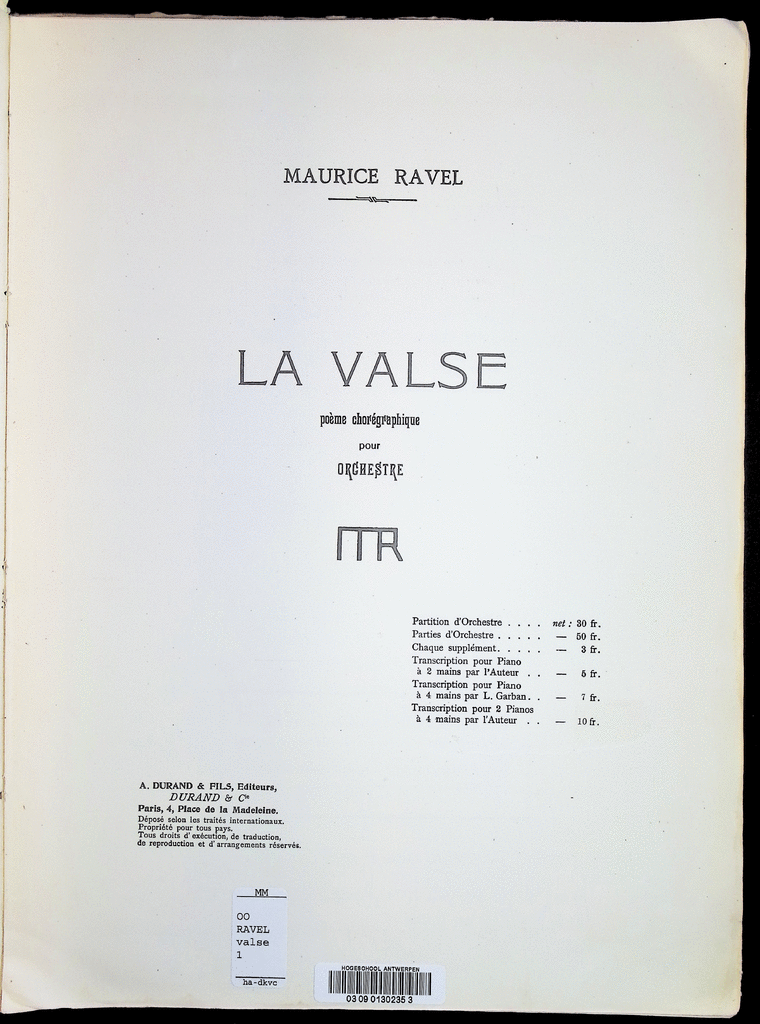 MAURICE RAVEL
LA VALSE
poème chorégraphique
pour
ORCHESTRE
MR
Partition d'Orchestre . . . . net : 30 fr.
Parties d'Orchestre . . . . . — 50 fr.
Chaque supplément. . . . . — 3 fr.
Transcription pour Piano
à 2 mains par l'Auteur . . — 5 fr.
Transcription pour Piano
à 4 mains par L. Garban. . — 7 fr.
Transcription pour 2 Pianos
à 4 mains par l'Auteur . . — 10 fr.
A. DURAND & FILS, Editeurs,
DURAND & Cie
Paris, 4, Place de la Madeleine.
Déposé selon les traités internationaux.
Propriété pour tous pays.
Tous droits d'exécution, de traduction,
de reproduction et d'arrangements réservés.
MM
OO
RAVEL
valse
1
ha-dkvc
HOGESCHOOL ANTWERPEN
03 09 0130235 3